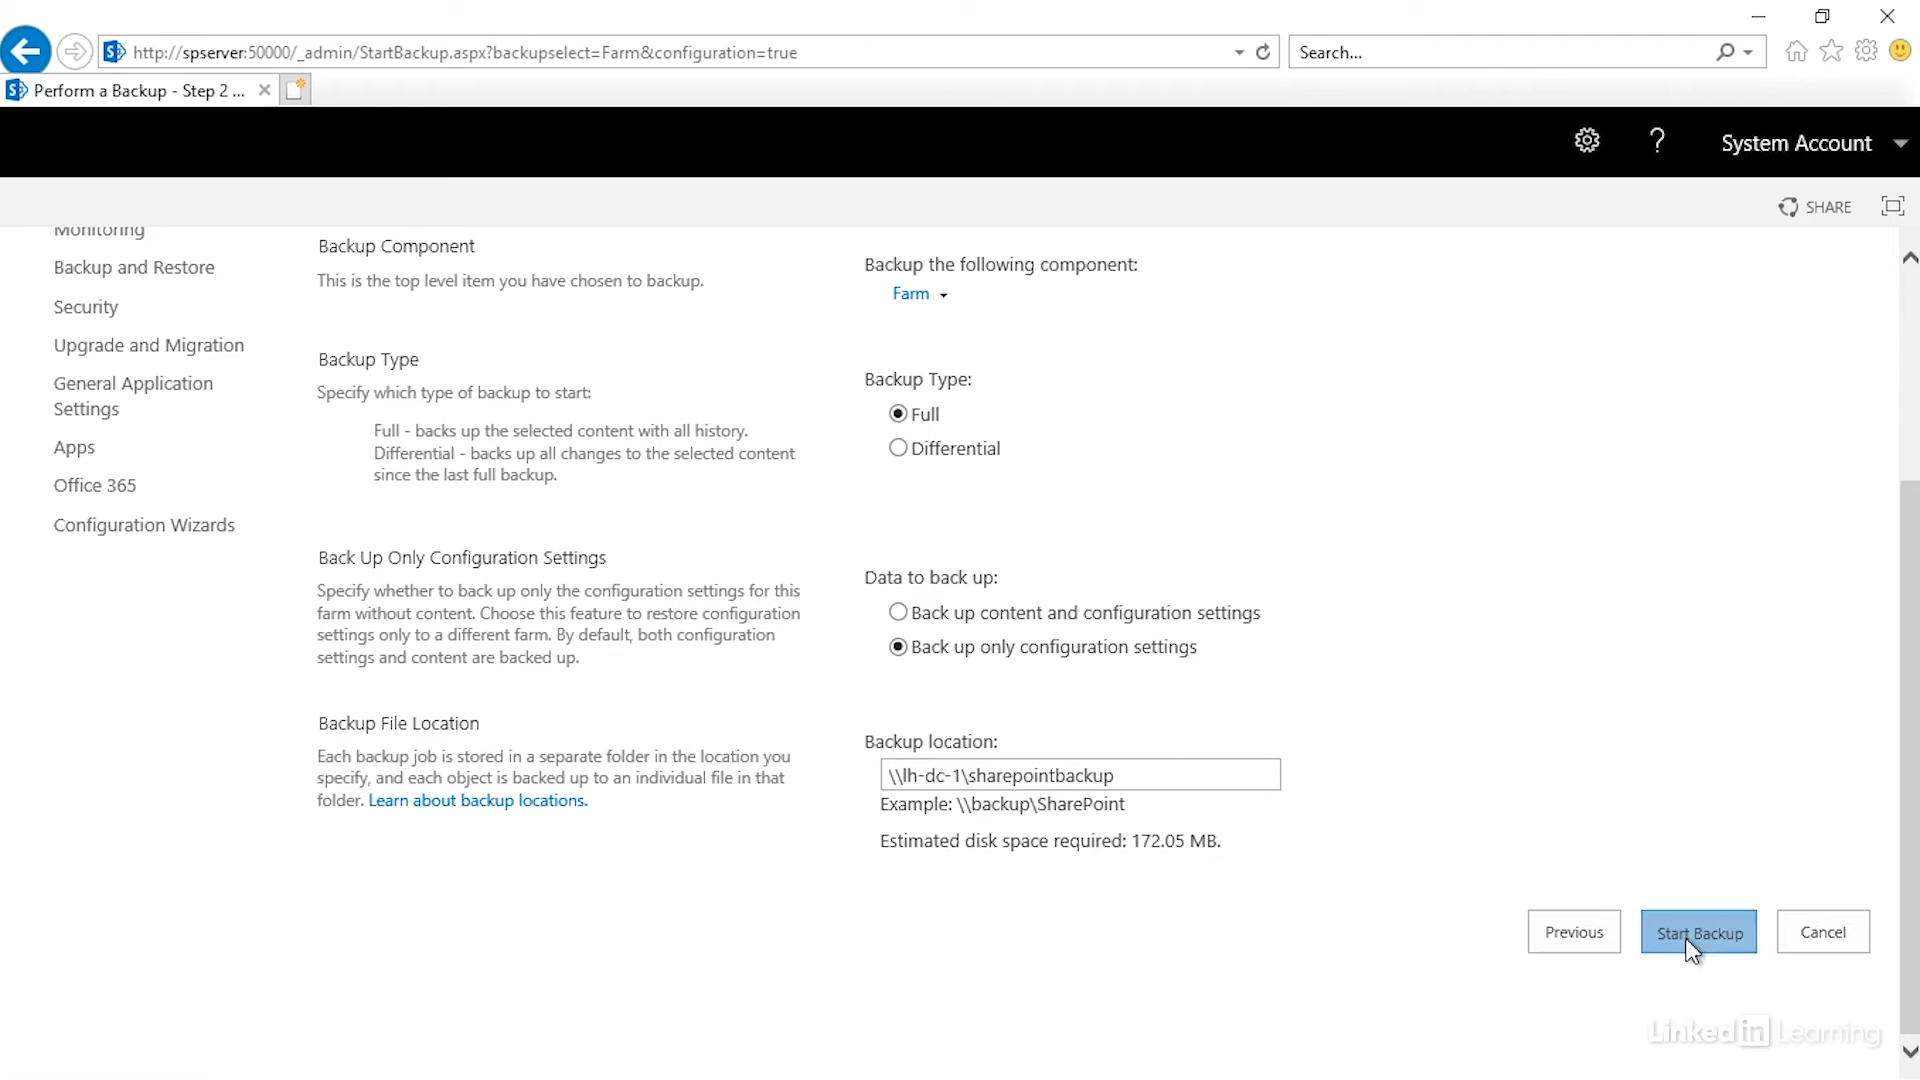 http://spserver:50000/_admin/StartBackup.aspx?backupselect=Farm&configuration=true
Search...
Perform a Backup - Step 2 ...
System Account
SHARE
Monitoring
Backup and Restore
Security
Upgrade and Migration
General Application
Settings
Apps
Office 365
Configuration Wizards
Backup Component
This is the top level item you have chosen to backup.
Backup the following component:
Farm
Backup Type
Specify which type of backup to start:
Full - backs up the selected content with all history.
Differential - backs up all changes to the selected content
since the last full backup.
Backup Type:
Full
Differential
Back Up Only Configuration Settings
Specify whether to back up only the configuration settings for this
farm without content. Choose this feature to restore configuration
settings only to a different farm. By default, both configuration
settings and content are backed up.
Data to back up:
Back up content and configuration settings
Back up only configuration settings
Backup File Location
Each backup job is stored in a separate folder in the location you
specify, and each object is backed up to an individual file in that
folder. Learn about backup locations.
Backup location:
\\lh-dc-1\sharepointbackup
Example: \\backup\SharePoint
Estimated disk space required: 172.05 MB.
Previous
Start Backup
Cancel
Linked in Learning